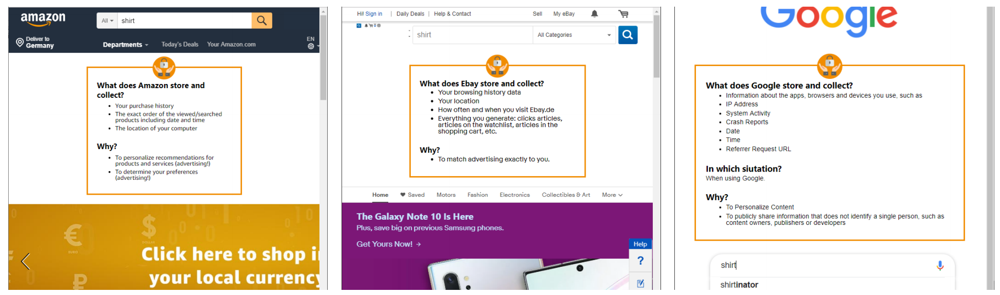 amazon
All
shirt
Deliver to
Germany
Departments
Today's Deals
Your Amazon.com
EN
What does Amazon store and
collect?
• Your purchase history
• The exact order of the viewed/searched
products including date and time
• The location of your computer
Why?
• To personalize recommendations for
products and services (advertising!)
• To determine your preferences
(advertising!)
€
EURO
$
DOLLAR
Click here to shop in
your local currency
Hi! Sign in | Daily Deals | Help & Contact
Sell
My eBay
shirt
All Categories
What does Ebay store and collect?
• Your browsing history data
• Your location
• How often and when you visit Ebay.de
• Everything you generate: clicks articles,
articles on the watchlist, articles in the
shopping cart, etc.
Why?
• To match advertising exactly to you.
Home
Saved
Motors
Fashion
Electronics
Collectibles & Art
More
The Galaxy Note 10 Is Here
Plus, save big on previous Samsung phones.
Get Yours Now! →
Help
?
Google
What does Google store and collect?
• Information about the apps, browsers and devices you use, such as
• IP Address
• System Activity
• Crash Reports
• Date
• Time
• Referrer Request URL
In which siutation?
When using Google.
Why?
• To Personalize Content
• To publicly share information that does not identify a single person, such as
content owners, publishers or developers
shirt
shirtinator